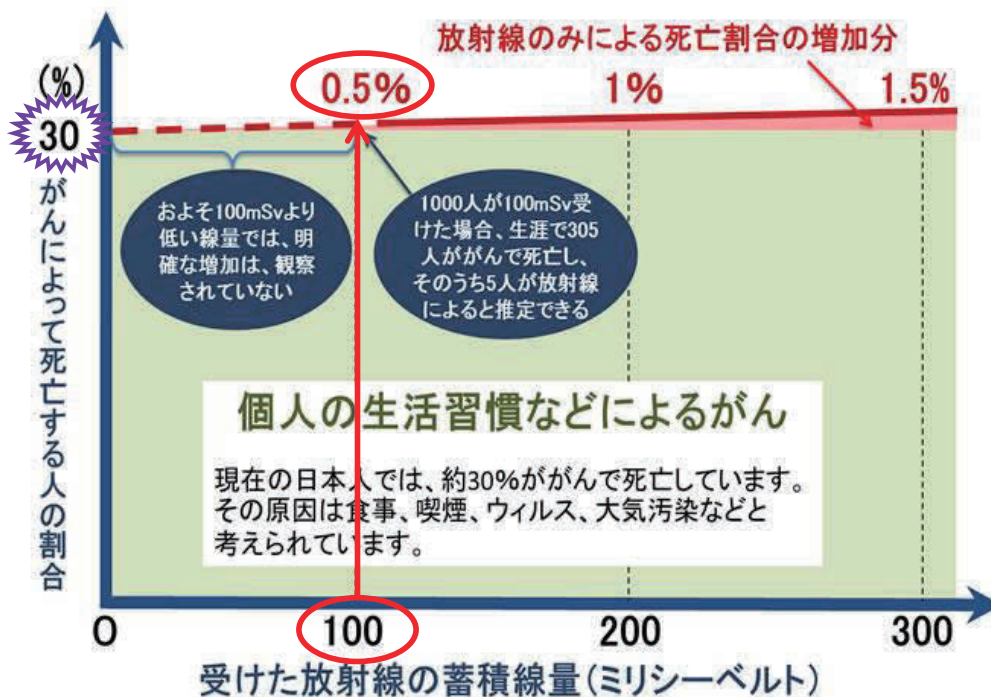 放射線のみによる死亡割合の増加分
(%)
0.5%
1%
1.5%
30
がんによって死亡する人の割合
およそ100mSvより
低い線量では、明
確な増加は、観察
されていない
1000人が100mSv受
けた場合、生涯で305
人ががんで死亡し、
そのうち5人が放射線
によると推定できる
個人の生活習慣などによるがん
現在の日本人では、約30%ががんで死亡しています。
その原因は食事、喫煙、ウィルス、大気汚染などと
考えられています。
O
100
200
300
受けた放射線の蓄積線量(ミリシーベルト)